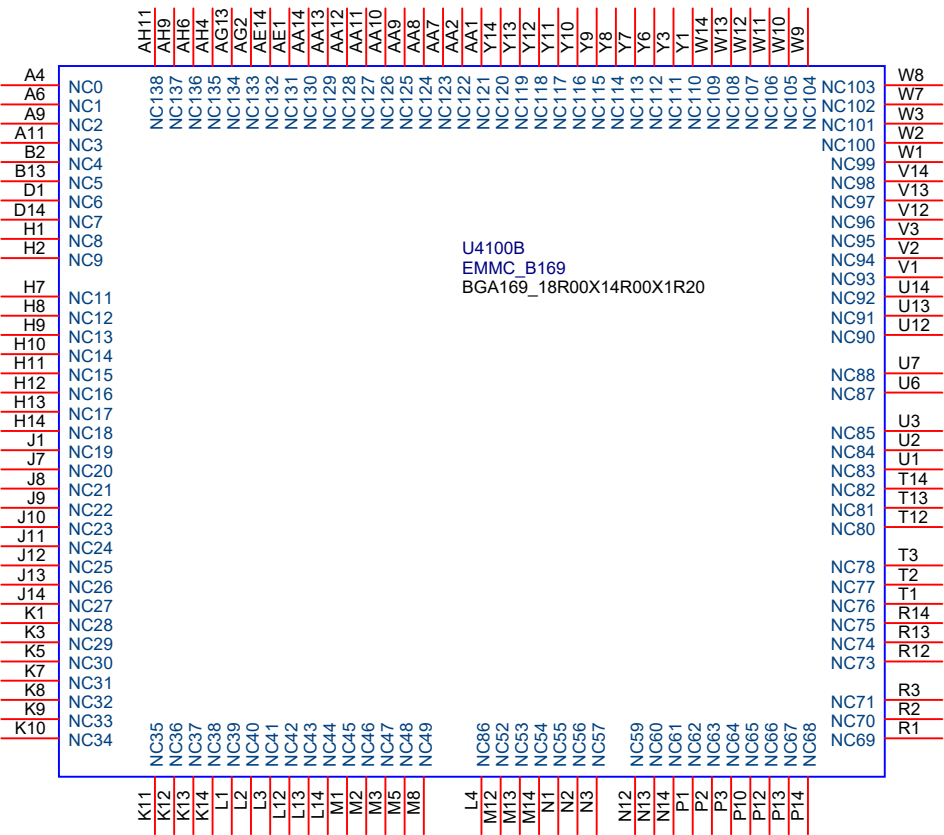 AH11 AH9 AH6 AH4 AG13 AG2 AE14 AE1 AA14 AA13 AA12 AA11 AA10 AA9 AA8 AA7 AA2 AA1 Y14 Y13 Y12 Y11 Y10 Y9 Y8 Y7 Y6 Y3 Y1 W14 W13 W12 W11 W10 W9
NC138 NC137 NC136 NC135 NC134 NC133 NC132 NC131 NC130 NC129 NC128 NC127 NC126 NC125 NC124 NC123 NC122 NC121 NC120 NC119 NC118 NC117 NC116 NC115 NC114 NC113 NC112 NC111 NC110 NC109 NC108 NC107 NC106 NC105 NC104
A4 NC0
A6 NC1
A9 NC2
A11 NC3
B2 NC4
B13 NC5
D1 NC6
D14 NC7
H1 NC8
H2 NC9
H7 NC11
H8 NC12
H9 NC13
H10 NC14
H11 NC15
H12 NC16
H13 NC17
H14 NC18
J1 NC19
J7 NC20
J8 NC21
J9 NC22
J10 NC23
J11 NC24
J12 NC25
J13 NC26
J14 NC27
K1 NC28
K3 NC29
K5 NC30
K7 NC31
K8 NC32
K9 NC33
K10 NC34
U4100B
EMMC_B169
BGA169_18R00X14R00X1R20
NC103 W8
NC102 W7
NC101 W3
NC100 W2
NC99 W1
NC98 V14
NC97 V13
NC96 V12
NC95 V3
NC94 V2
NC93 V1
NC92 U14
NC91 U13
NC90 U12
NC88 U7
NC87 U6
NC85 U3
NC84 U2
NC83 U1
NC82 T14
NC81 T13
NC80 T12
NC78 T3
NC77 T2
NC76 T1
NC75 R14
NC74 R13
NC73 R12
NC71 R3
NC70 R2
NC69 R1
NC35 NC36 NC37 NC38 NC39 NC40 NC41 NC42 NC43 NC44 NC45 NC46 NC47 NC48 NC49 NC86 NC52 NC53 NC54 NC55 NC56 NC57 NC59 NC60 NC61 NC62 NC63 NC64 NC65 NC66 NC67 NC68
K11 K12 K13 K14 L1 L2 L3 L12 L13 L14 M1 M2 M3 M5 M8 L4 M12 M13 M14 N1 N2 N3 N12 N13 N14 P1 P2 P3 P10 P12 P13 P14